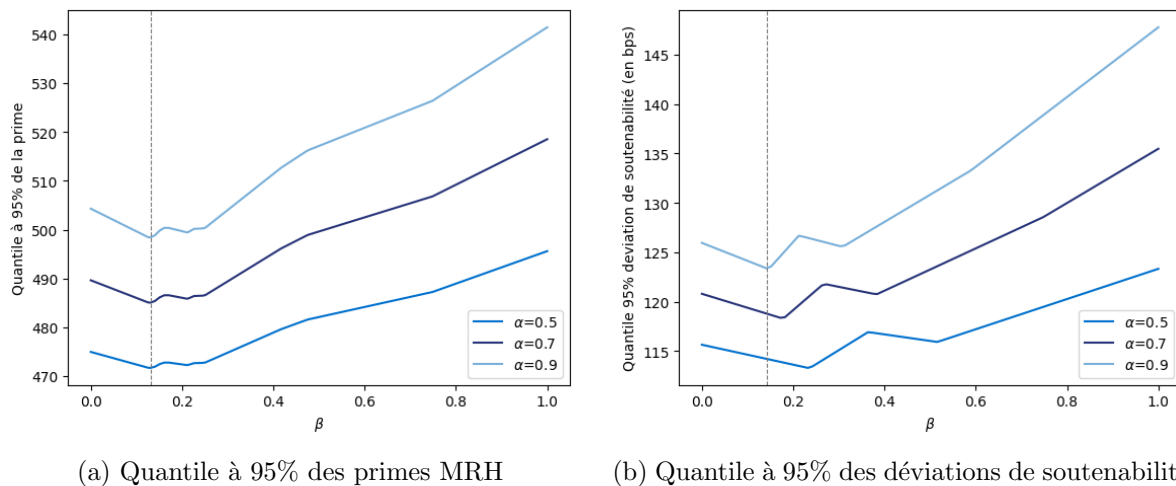 540
530
520
510
500
490
480
470
Quantile à 95% de la prime
0.0 0.2 0.4 0.6 0.8 1.0
β
α=0.5
α=0.7
α=0.9
145
140
135
130
125
120
115
Quantile 95% deviation de soutenabilité (en bps)
0.0 0.2 0.4 0.6 0.8 1.0
β
α=0.5
α=0.7
α=0.9
(a) Quantile à 95% des primes MRH
(b) Quantile à 95% des déviations de soutenabilit